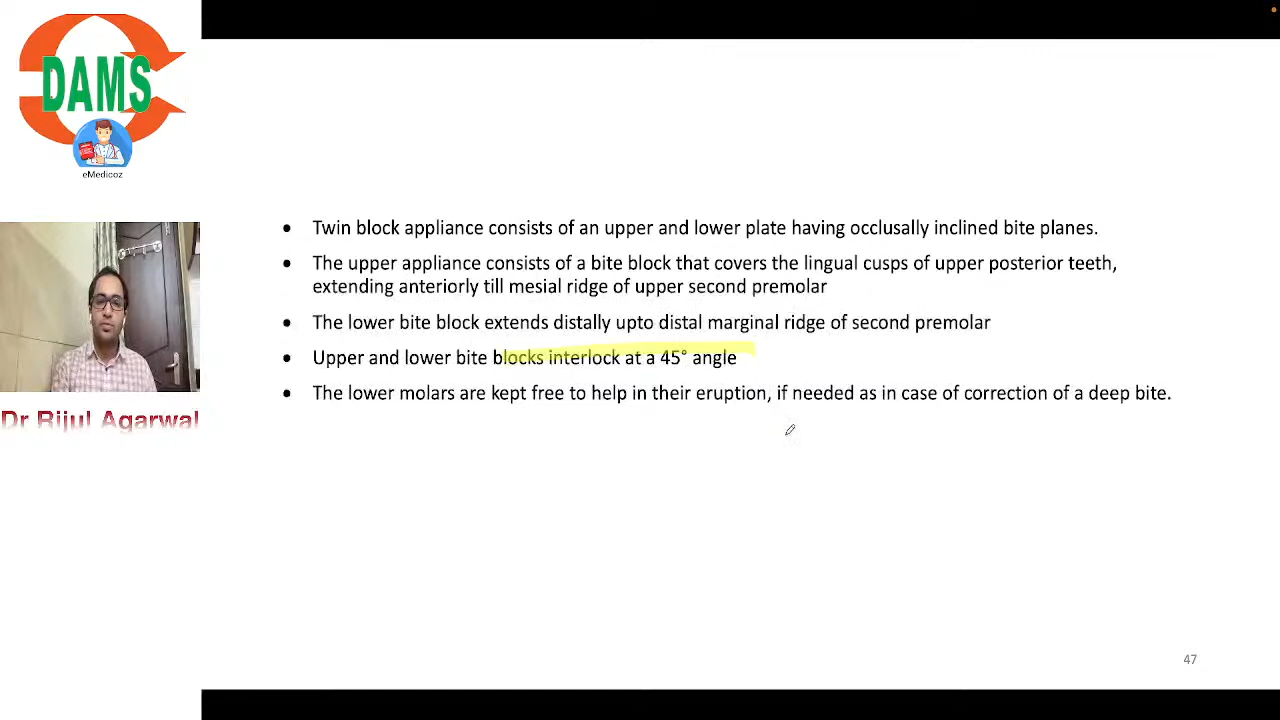 DAMS
eMedicoz
• Twin block appliance consists of an upper and lower plate having occlusally inclined bite planes.
• The upper appliance consists of a bite block that covers the lingual cusps of upper posterior teeth,
extending anteriorly till mesial ridge of upper second premolar
• The lower bite block extends distally upto distal marginal ridge of second premolar
• Upper and lower bite blocks interlock at a 45° angle
• The lower molars are kept free to help in their eruption, if needed as in case of correction of a deep bite.
Dr Rijul Agarwal
47